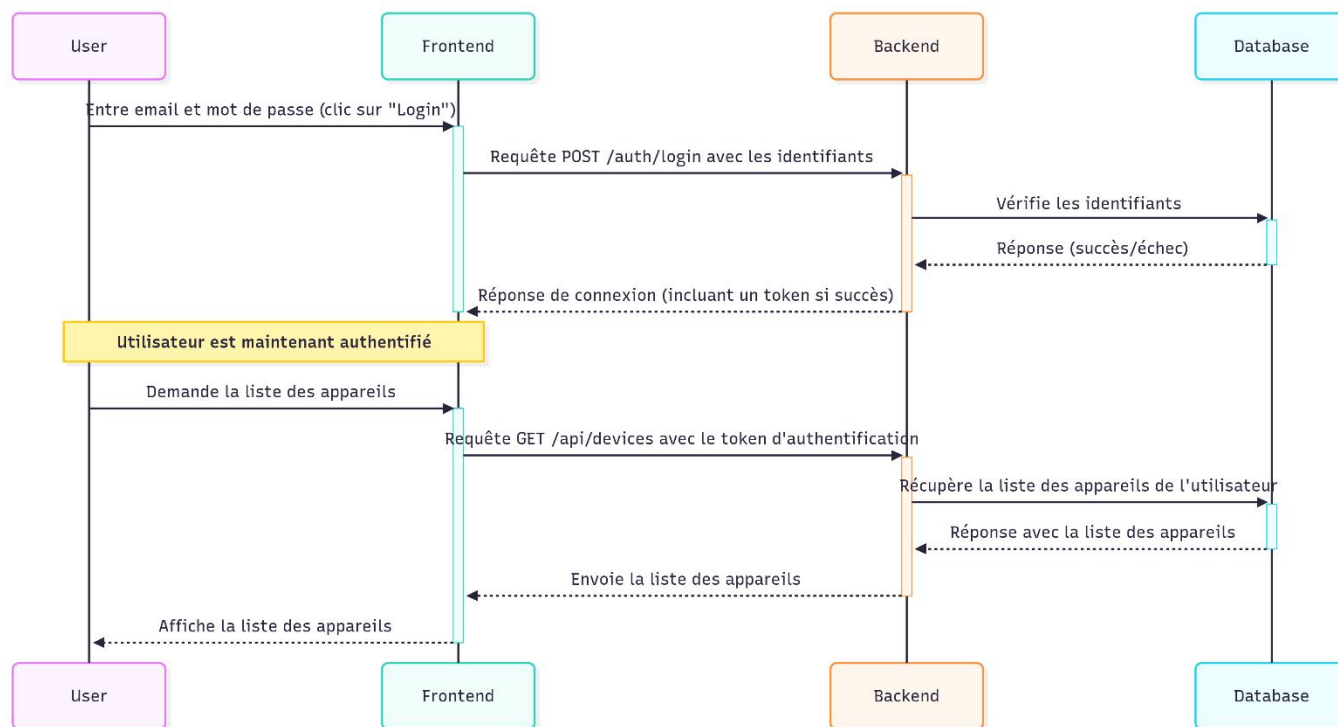 User
Frontend
Backend
Database
Entre email et mot de passe (clic sur "Login")
Requête POST /auth/login avec les identifiants
Vérifie les identifiants
Réponse (succès/échec)
Réponse de connexion (incluant un token si succès)
Utilisateur est maintenant authentifié
Demande la liste des appareils
Requête GET /api/devices avec le token d'authentification
Récupère la liste des appareils de l'utilisateur
Réponse avec la liste des appareils
Envoie la liste des appareils
Affiche la liste des appareils
User
Frontend
Backend
Database